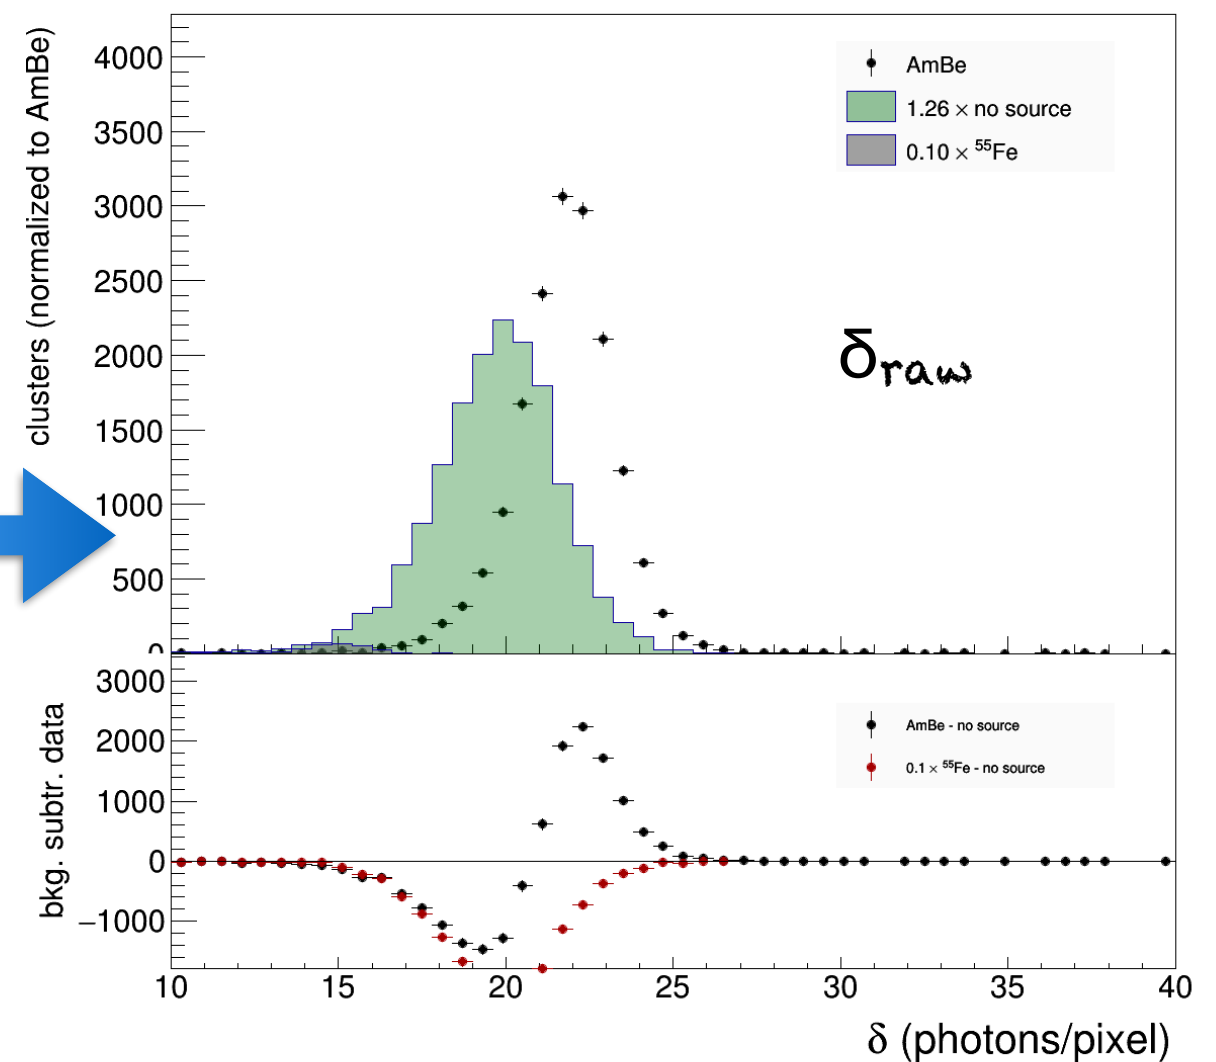 clusters (normalized to AmBe)
4000
3500
3000
2500
2000
1500
1000
500
0
AmBe
1.26 × no source
0.10 × ⁵⁵Fe
δraw
bkg. subtr. data
3000
2000
1000
0
−1000
AmBe - no source
0.1 × ⁵⁵Fe - no source
10 15 20 25 30 35 40
δ (photons/pixel)